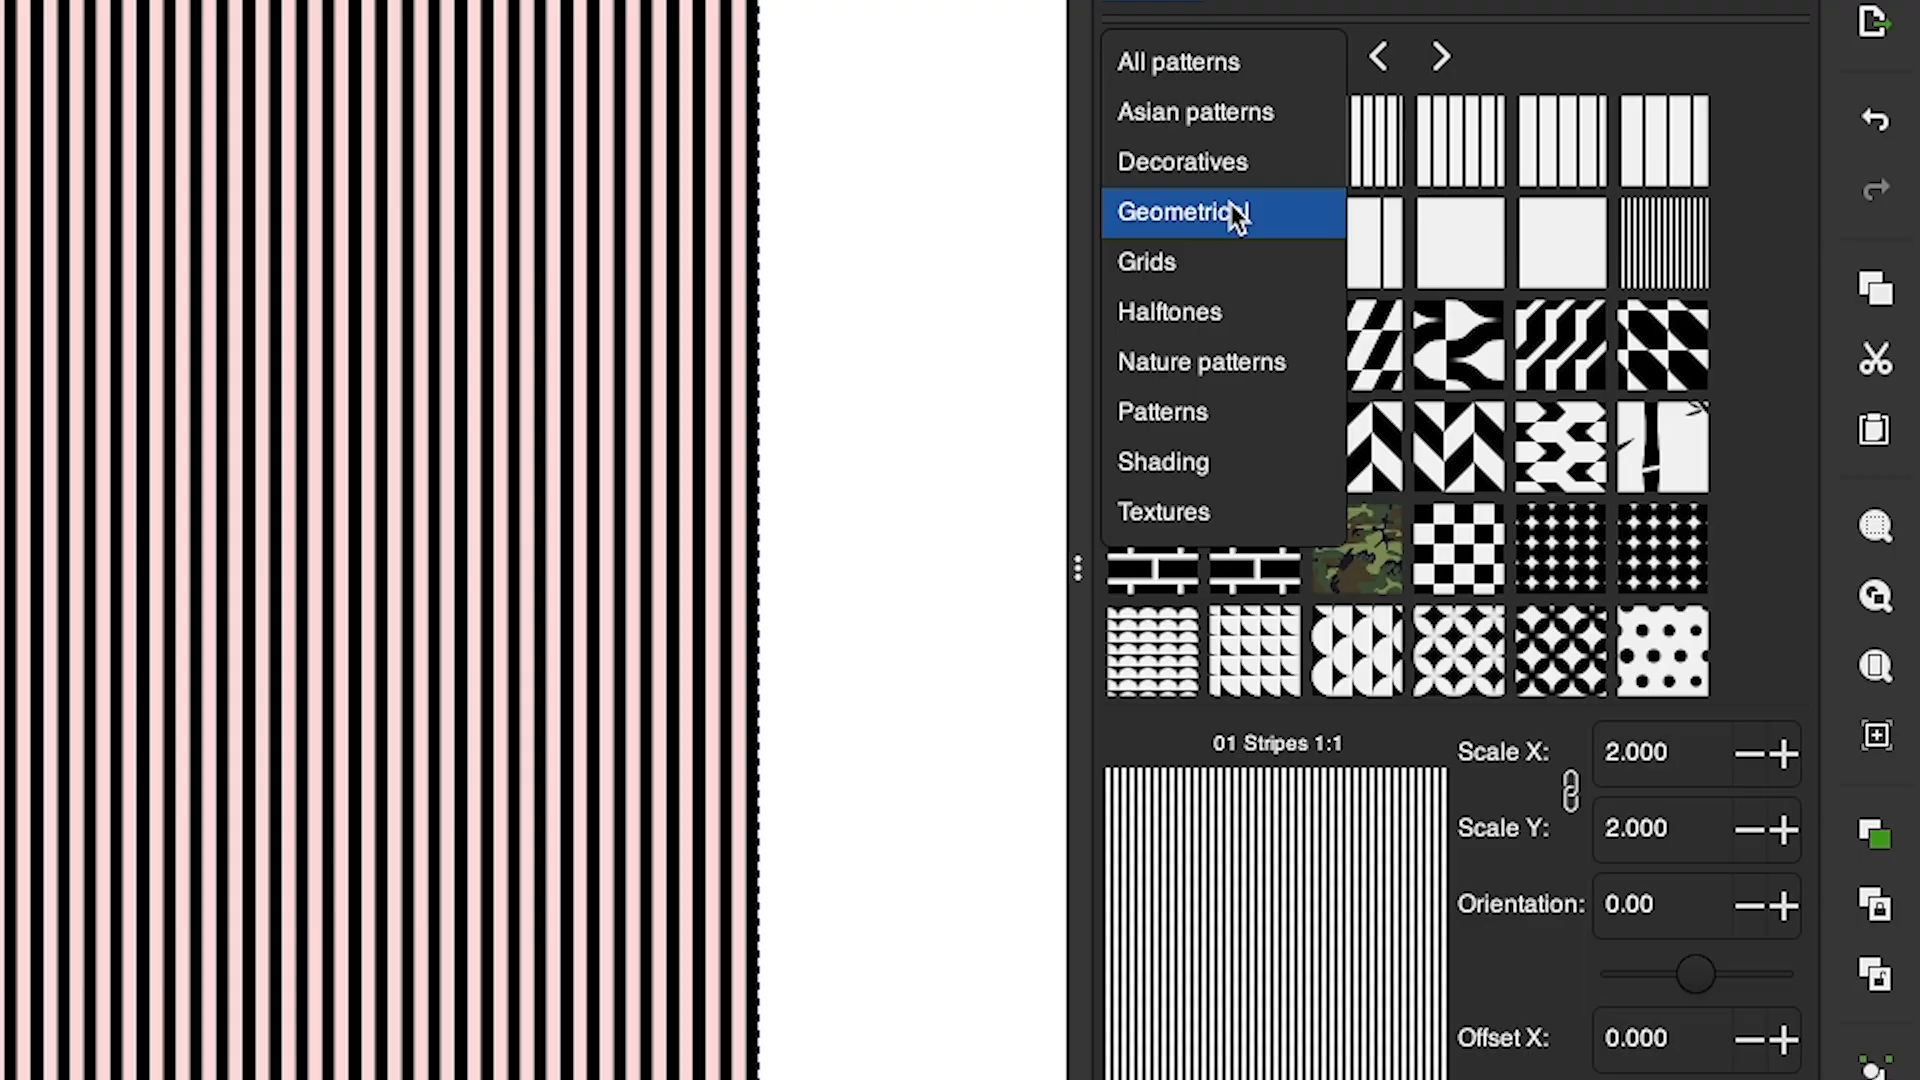 All patterns
Asian patterns
Decoratives
Geometrical
Grids
Halftones
Nature patterns
Patterns
Shading
Textures
01 Stripes 1:1
Scale X: 2.000
Scale Y: 2.000
Orientation: 0.00
Offset X: 0.000